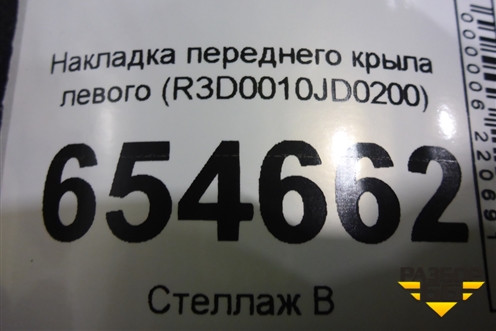 Накладка переднего крыла
левого (R3D0010JD0200)
654662
Стеллаж В